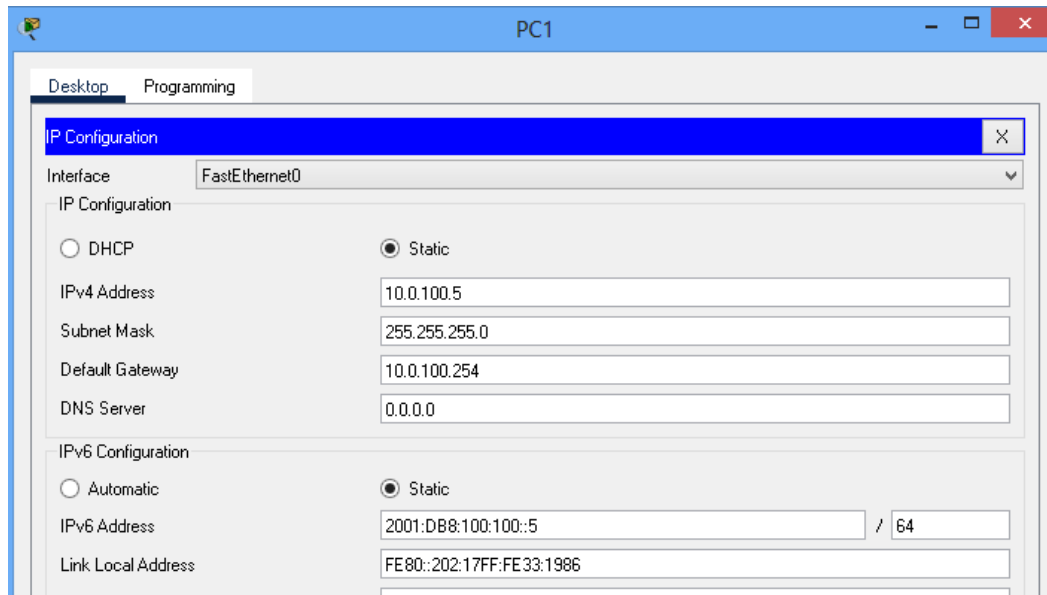 PC1
Desktop Programming
IP Configuration X
Interface FastEthernet0
IP Configuration
DHCP Static
IPv4 Address 10.0.100.5
Subnet Mask 255.255.255.0
Default Gateway 10.0.100.254
DNS Server 0.0.0.0
IPv6 Configuration
Automatic Static
IPv6 Address 2001:DB8:100:100::5 / 64
Link Local Address FE80::202:17FF:FE33:1986